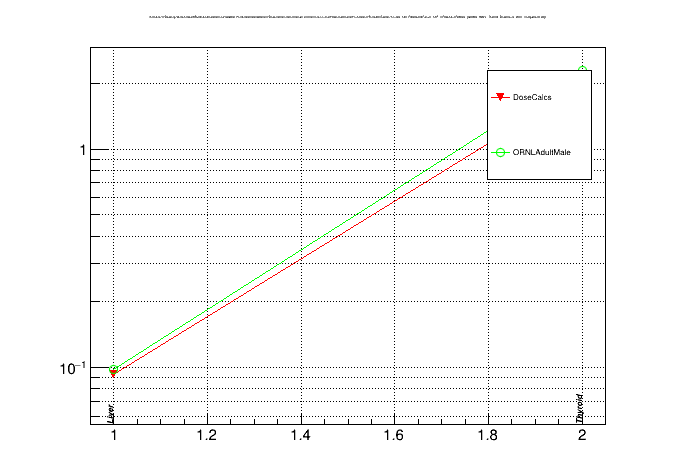 DoseCalcs
ORNLAdultMale
1
10⁻¹
Liver
Thyroid
1 1.2 1.4 1.6 1.8 2